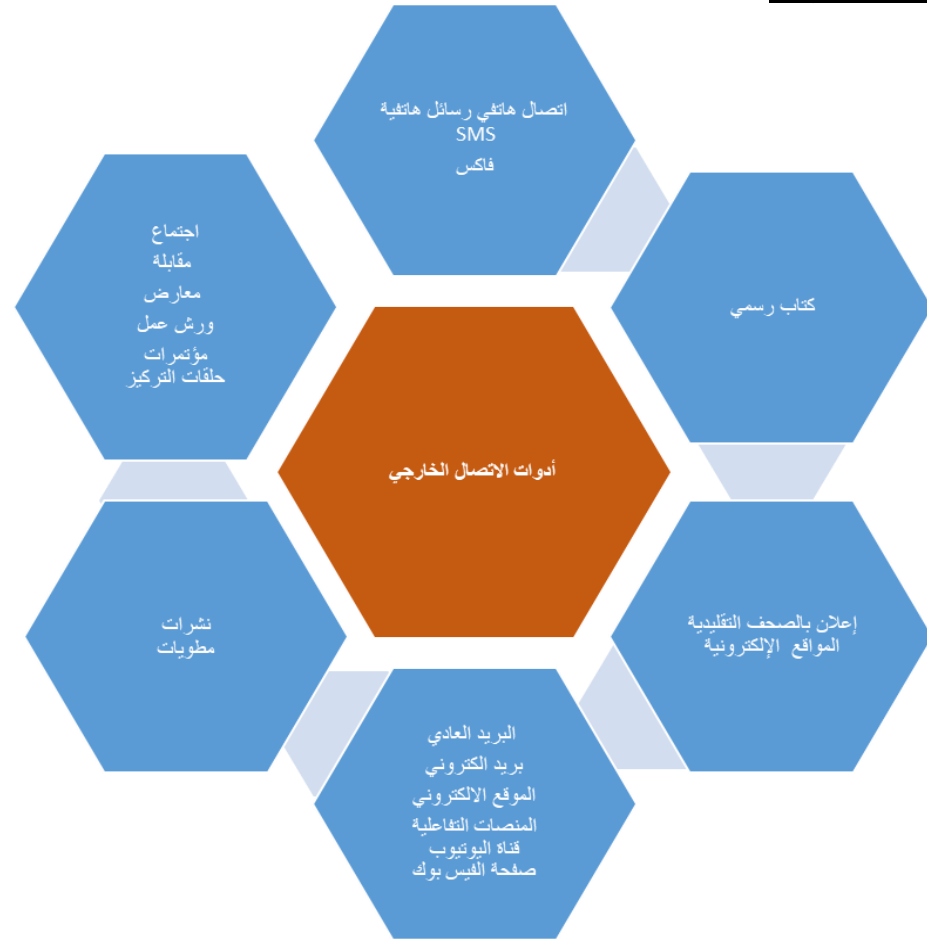 اتصال هاتفي رسائل هاتفية
SMS
فاكس
كتاب رسمي
إعلان بالصحف التقليدية
المواقع الإلكترونية
البريد العادي
بريد الكتروني
الموقع الالكتروني
المنصات التفاعلية
قناة اليوتيوب
صفحة الفيس بوك
نشرات
مطويات
اجتماع
مقابلة
معارض
ورش عمل
مؤتمرات
حلقات التركيز
أدوات الاتصال الخارجي